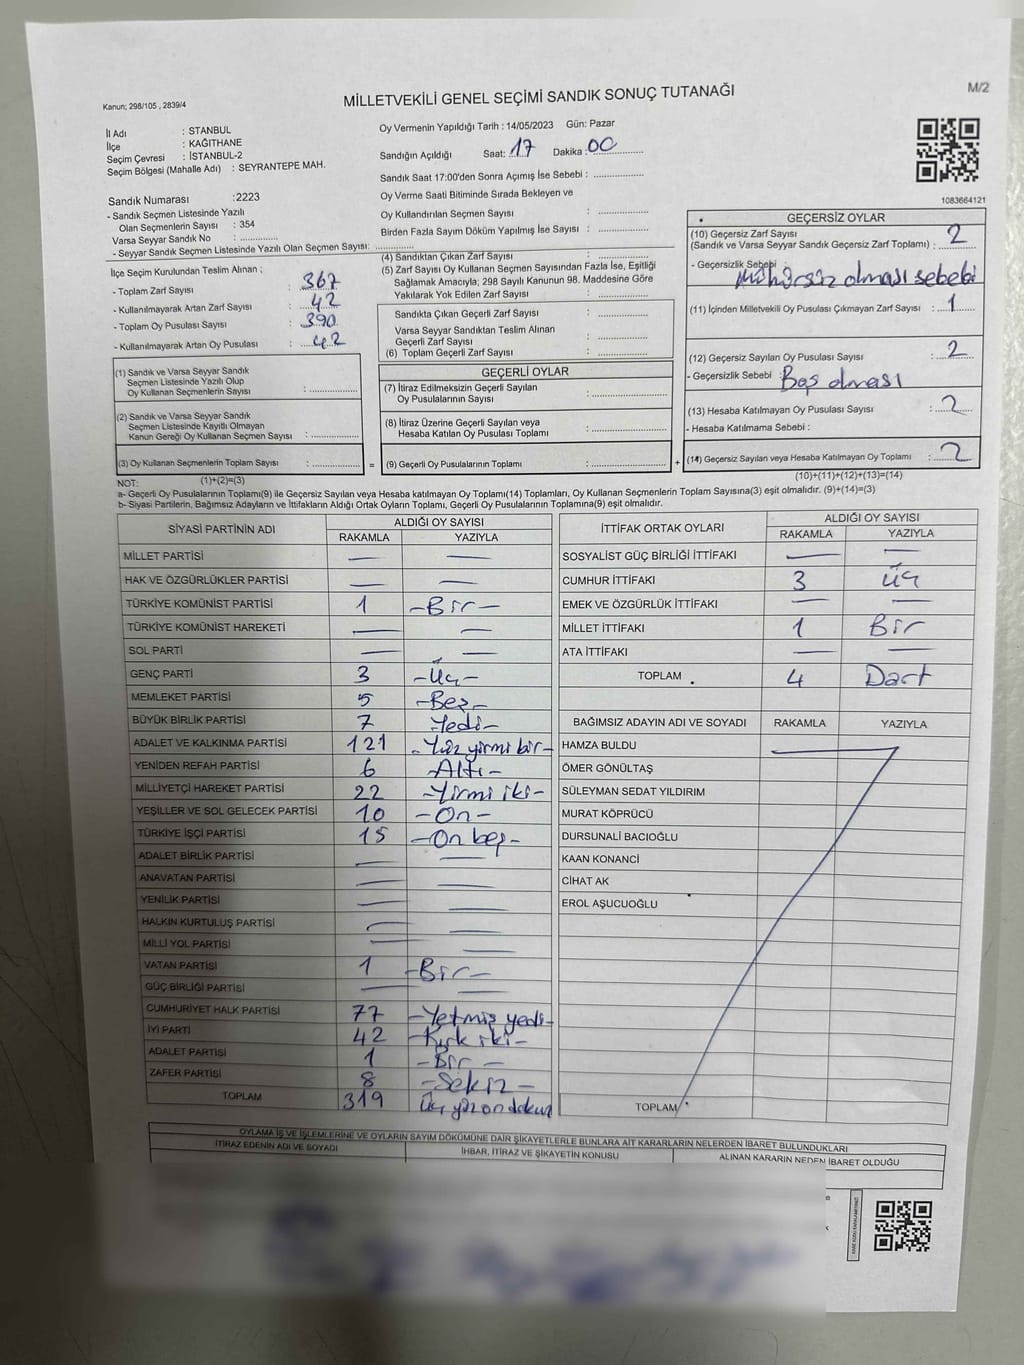 Kanun; 298/105 , 2839/4
MİLLETVEKİLİ GENEL SEÇİMİ SANDIK SONUÇ TUTANAĞI
M/2
İl Adı : STANBUL
İlçe : KAĞITHANE
Seçim Çevresi : İSTANBUL-2
Seçim Bölgesi (Mahalle Adı) : SEYRANTEPE MAH.
Sandık Numarası :2223
- Sandık Seçmen Listesinde Yazılı
Olan Seçmenlerin Sayısı : 354
Varsa Seyyar Sandık No :
- Seyyar Sandık Seçmen Listesinde Yazılı Olan Seçmen Sayısı:
Oy Vermenin Yapıldığı Tarih : 14/05/2023 Gün: Pazar
Sandığın Açıldığı Saat: 17 Dakika : 00
Sandık Saat 17:00'den Sonra Açımış İse Sebebi :
Oy Verme Saati Bitiminde Sırada Bekleyen ve
Oy Kullandırılan Seçmen Sayısı :
Birden Fazla Sayım Döküm Yapılmış İse Sayısı :
1083664121
İlçe Seçim Kurulundan Teslim Alınan ;
- Toplam Zarf Sayısı : 367
- Kullanılmayarak Artan Zarf Sayısı : 42
- Toplam Oy Pusulası Sayısı : 390
- Kullanılmayarak Artan Oy Pusulası : 42
(1) Sandık ve Varsa Seyyar Sandık
Seçmen Listesinde Yazılı Olup
Oy Kullanan Seçmenlerin Sayısı :
(2) Sandık ve Varsa Seyyar Sandık
Seçmen Listesinde Kayıtlı Olmayan
Kanun Gereği Oy Kullanan Seçmen Sayısı :
(3) Oy Kullanan Seçmenlerin Toplam Sayısı : =
(1)+(2)=(3)
(4) Sandıktan Çıkan Zarf Sayısı :
(5) Zarf Sayısı Oy Kullanan Seçmen Sayısından Fazla İse, Eşitliği
Sağlamak Amacıyla; 298 Sayılı Kanunun 98. Maddesine Göre
Yakılarak Yok Edilen Zarf Sayısı :
Sandıkta Çıkan Geçerli Zarf Sayısı :
Varsa Seyyar Sandıktan Teslim Alınan
Geçerli Zarf Sayısı :
(6) Toplam Geçerli Zarf Sayısı :
GEÇERLİ OYLAR
(7) İtiraz Edilmeksizin Geçerli Sayılan
Oy Pusulalarının Sayısı :
(8) İtiraz Üzerine Geçerli Sayılan veya
Hesaba Katılan Oy Pusulası Toplamı :
(9) Geçerli Oy Pusulalarının Toplamı : +
GEÇERSİZ OYLAR
(10) Geçersiz Zarf Sayısı
(Sandık ve Varsa Seyyar Sandık Geçersiz Zarf Toplamı) : 2
- Geçersizlik Sebebi : Mühürsüz olması sebebi
(11) İçinden Milletvekili Oy Pusulası Çıkmayan Zarf Sayısı : 1
(12) Geçersiz Sayılan Oy Pusulası Sayısı : 2
- Geçersizlik Sebebi : Boş olması
(13) Hesaba Katılmayan Oy Pusulası Sayısı : 2
- Hesaba Katılmama Sebebi :
(14) Geçersiz Sayılan veya Hesaba Katılmayan Oy Toplamı : 2
(10)+(11)+(12)+(13)=(14)
NOT:
a- Geçerli Oy Pusulalarının Toplamı(9) ile Geçersiz Sayılan veya Hesaba katılmayan Oy Toplamı(14) Toplamları, Oy Kullanan Seçmenlerin Toplam Sayısına(3) eşit olmalıdır. (9)+(14)=(3)
b- Siyasi Partilerin, Bağımsız Adayların ve İttifakların Aldığı Ortak Oyların Toplamı, Geçerli Oy Pusulalarının Toplamına(9) eşit olmalıdır.
SİYASİ PARTİNİN ADI ALDIĞI OY SAYISI
RAKAMLA YAZIYLA
MİLLET PARTİSİ — —
HAK VE ÖZGÜRLÜKLER PARTİSİ — —
TÜRKİYE KOMÜNİST PARTİSİ 1 -Bir-
TÜRKİYE KOMÜNİST HAREKETİ — —
SOL PARTİ — —
GENÇ PARTİ 3 -Üç-
MEMLEKET PARTİSİ 5 -Beş-
BÜYÜK BİRLİK PARTİSİ 7 -Yedi-
ADALET VE KALKINMA PARTİSİ 121 -Yüz yirmi bir-
YENİDEN REFAH PARTİSİ 6 -Altı-
MİLLİYETÇİ HAREKET PARTİSİ 22 -Yirmi iki-
YEŞİLLER VE SOL GELECEK PARTİSİ 10 -On-
TÜRKİYE İŞÇİ PARTİSİ 15 -On beş-
ADALET BİRLİK PARTİSİ — —
ANAVATAN PARTİSİ — —
YENİLİK PARTİSİ — —
HALKIN KURTULUŞ PARTİSİ — —
MİLLİ YOL PARTİSİ — —
VATAN PARTİSİ 1 -Bir-
GÜÇ BİRLİĞİ PARTİSİ — —
CUMHURİYET HALK PARTİSİ 77 -Yetmiş yedi-
İYİ PARTİ 42 -Kırk iki-
ADALET PARTİSİ 1 -Bir-
ZAFER PARTİSİ 8 -Sekiz-
TOPLAM 319 Üç yüz on dokuz
İTTİFAK ORTAK OYLARI ALDIĞI OY SAYISI
RAKAMLA YAZIYLA
SOSYALİST GÜÇ BİRLİĞİ İTTİFAKI — —
CUMHUR İTTİFAKI 3 Üç
EMEK VE ÖZGÜRLÜK İTTİFAKI — —
MİLLET İTTİFAKI 1 Bir
ATA İTTİFAKI — —
TOPLAM 4 Dört
BAĞIMSIZ ADAYIN ADI VE SOYADI RAKAMLA YAZIYLA
HAMZA BULDU
ÖMER GÖNÜLTAŞ
SÜLEYMAN SEDAT YILDIRIM
MURAT KÖPRÜCÜ
DURSUNALİ BACIOĞLU
KAAN KONANCİ
CİHAT AK
EROL AŞUCUOĞLU
TOPLAM
OYLAMA İŞ VE İŞLEMLERİNE VE OYLARIN SAYIM DÖKÜMÜNE DAİR ŞİKAYETLERLE BUNLARA AİT KARARLARIN NELERDEN İBARET BULUNDUKLARI
İTİRAZ EDENİN ADI VE SOYADI İHBAR, İTİRAZ VE ŞİKAYETİN KONUSU ALINAN KARARIN NEDEN İBARET OLDUĞU